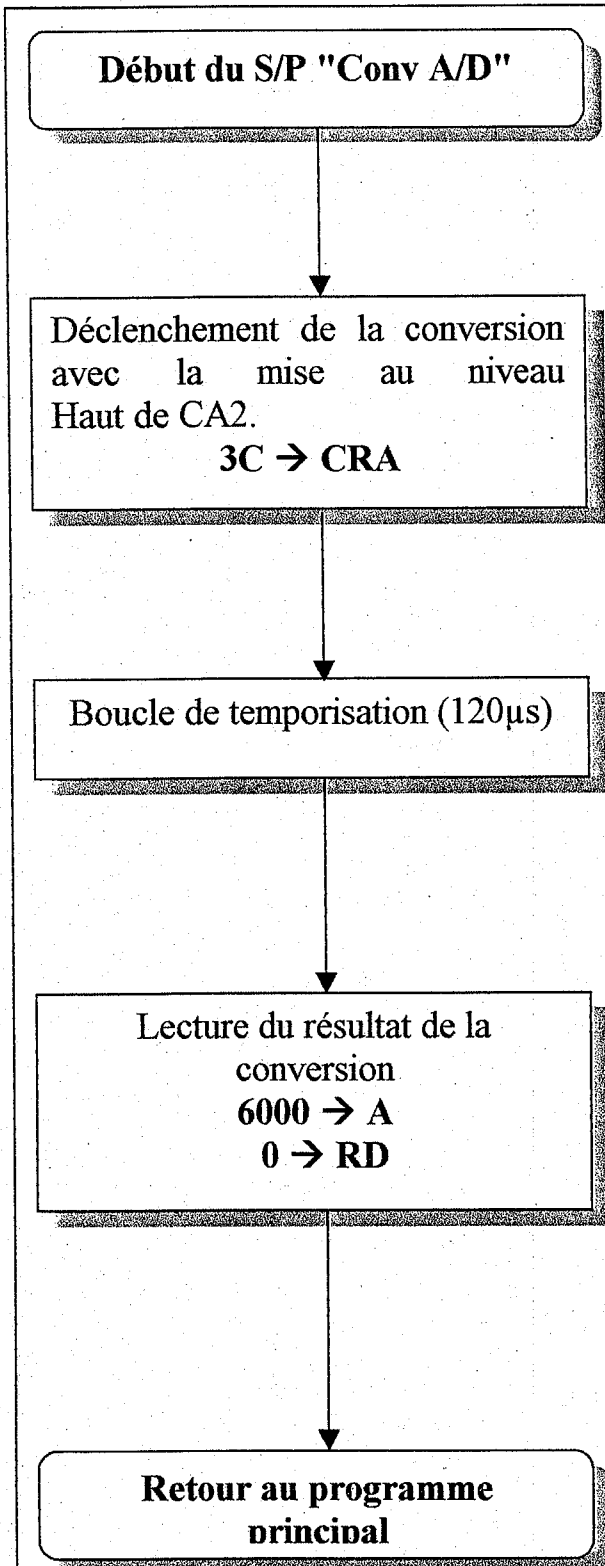 Début du S/P "Conv A/D"
Déclenchement de la conversion
avec la mise au niveau
Haut de CA2.
3C → CRA
Boucle de temporisation (120µs)
Lecture du résultat de la
conversion
6000 → A
0 → RD
Retour au programme
principal